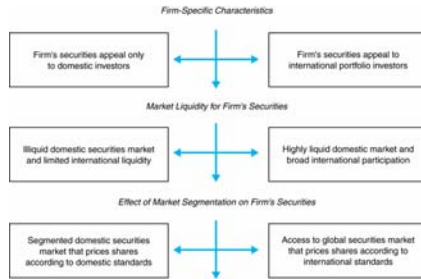 Firm-Specific Characteristics
Firm's securities appeal only
to domestic investors
Firm's securities appeal to
international portfolio investors
Market Liquidity for Firm's Securities
Illiquid domestic securities market
and limited international liquidity
Highly liquid domestic market and
broad international participation
Effect of Market Segmentation on Firm's Securities
Segmented domestic securities
market that prices shares
according to domestic standards
Access to global securities
market that prices shares according to
international standards